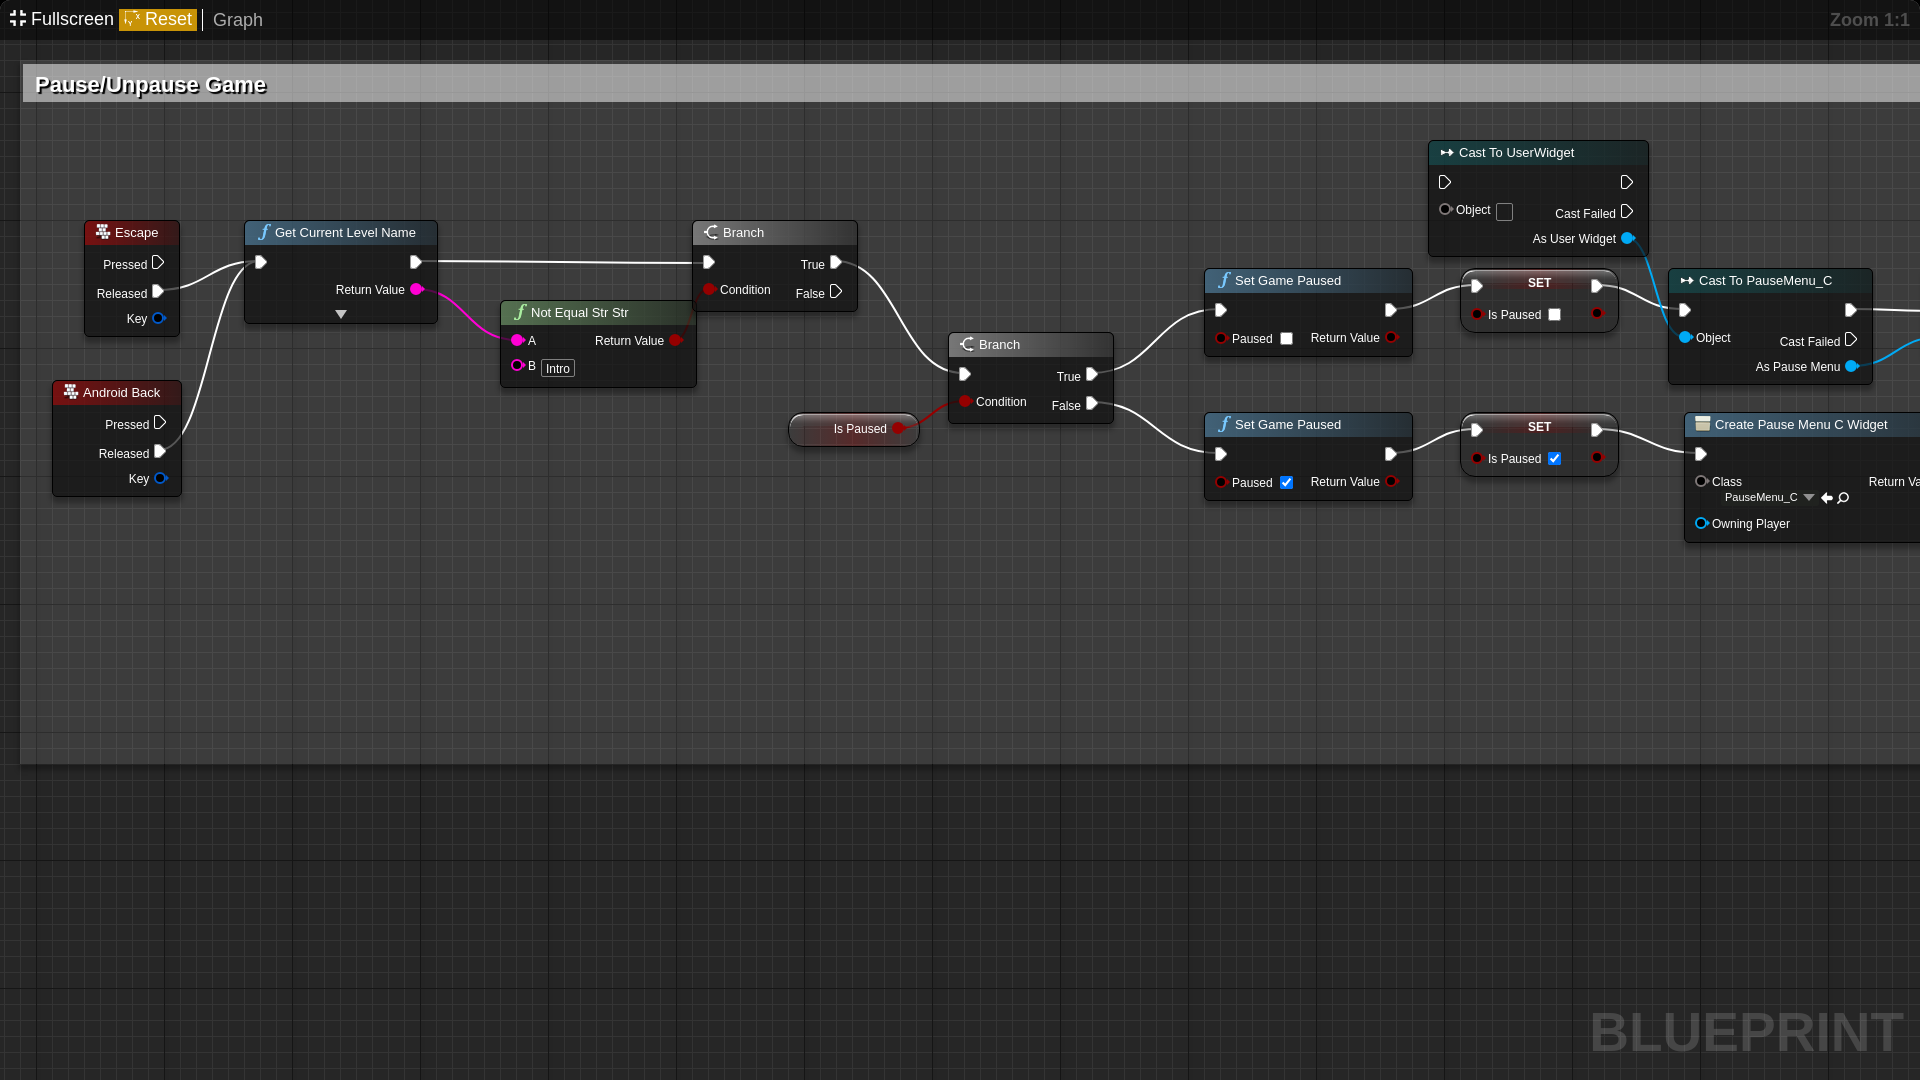 Fullscreen Reset Graph Zoom 1:1
Pause/Unpause Game
Escape
Pressed
Released
Key
Android Back
Pressed
Released
Key
Get Current Level Name
Return Value
Not Equal Str Str
A Return Value
B Intro
Branch
True
Condition False
Is Paused
Branch
True
Condition False
Set Game Paused
Paused Return Value
Set Game Paused
Paused Return Value
SET
Is Paused
SET
Is Paused
Cast To UserWidget
Object Cast Failed
As User Widget
Cast To PauseMenu_C
Object Cast Failed
As Pause Menu
Create Pause Menu C Widget
Class Return Va
PauseMenu_C
Owning Player
BLUEPRINT